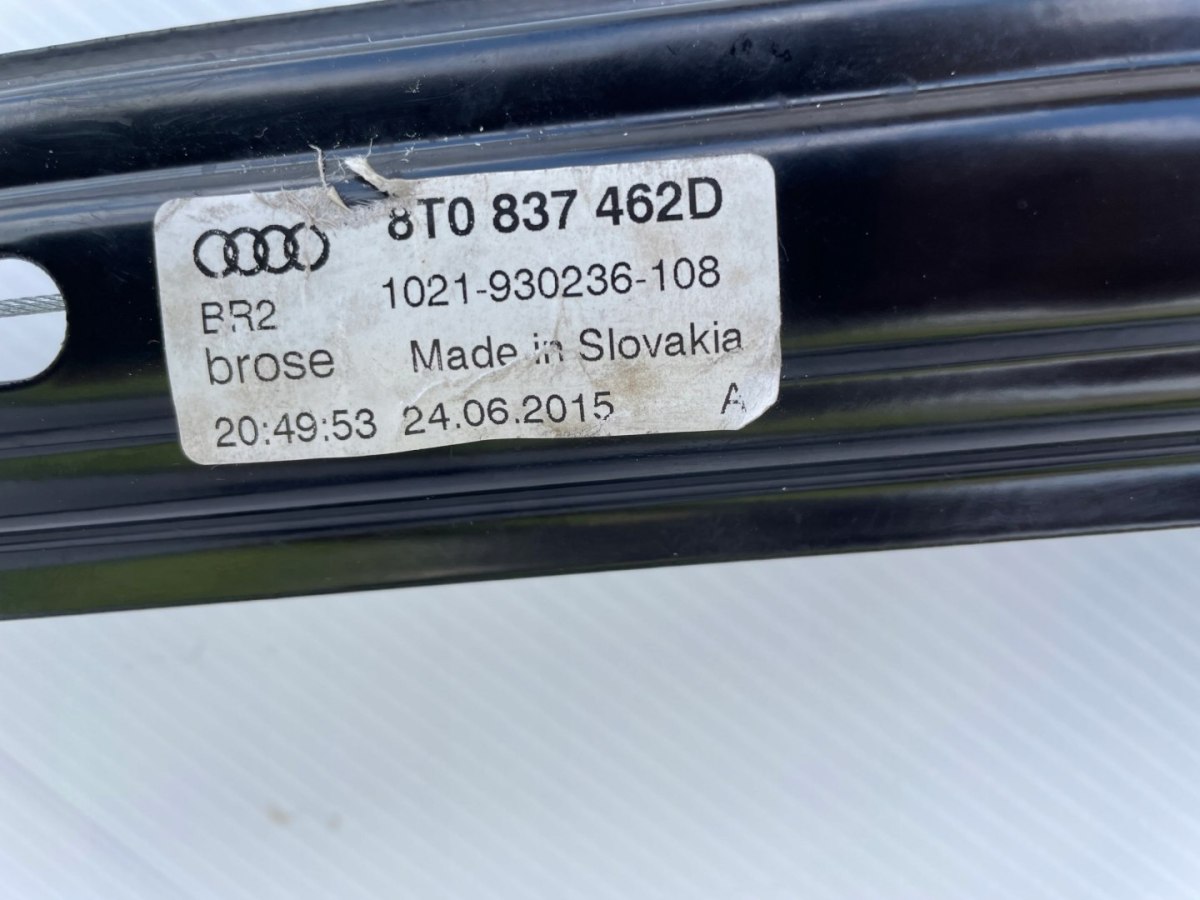 8T0 837 462D
1021-930236-108
BR2
brose
Made in Slovakia
20:49:53 24.06.2015
A